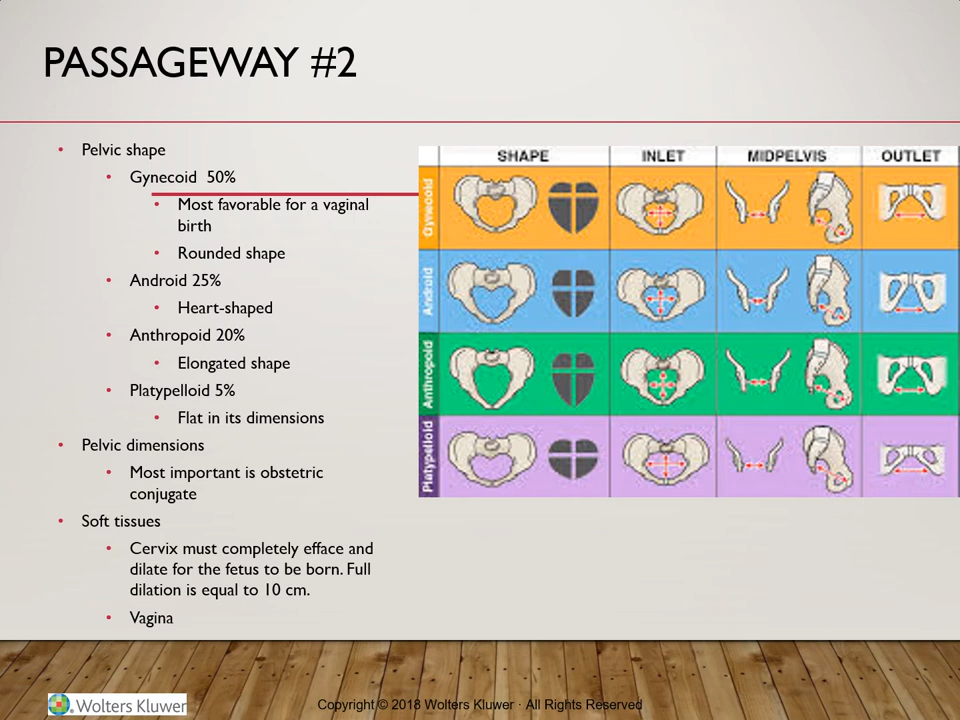 PASSAGEWAY #2
• Pelvic shape
• Gynecoid 50%
• Most favorable for a vaginal
birth
• Rounded shape
• Android 25%
• Heart-shaped
• Anthropoid 20%
• Elongated shape
• Platypelloid 5%
• Flat in its dimensions
• Pelvic dimensions
• Most important is obstetric
conjugate
• Soft tissues
• Cervix must completely efface and
dilate for the fetus to be born. Full
dilation is equal to 10 cm.
• Vagina
SHAPE INLET MIDPELVIS OUTLET
Gynecoid
Android
Anthropoid
Platypelloid
Wolters Kluwer
Copyright © 2018 Wolters Kluwer · All Rights Reserved